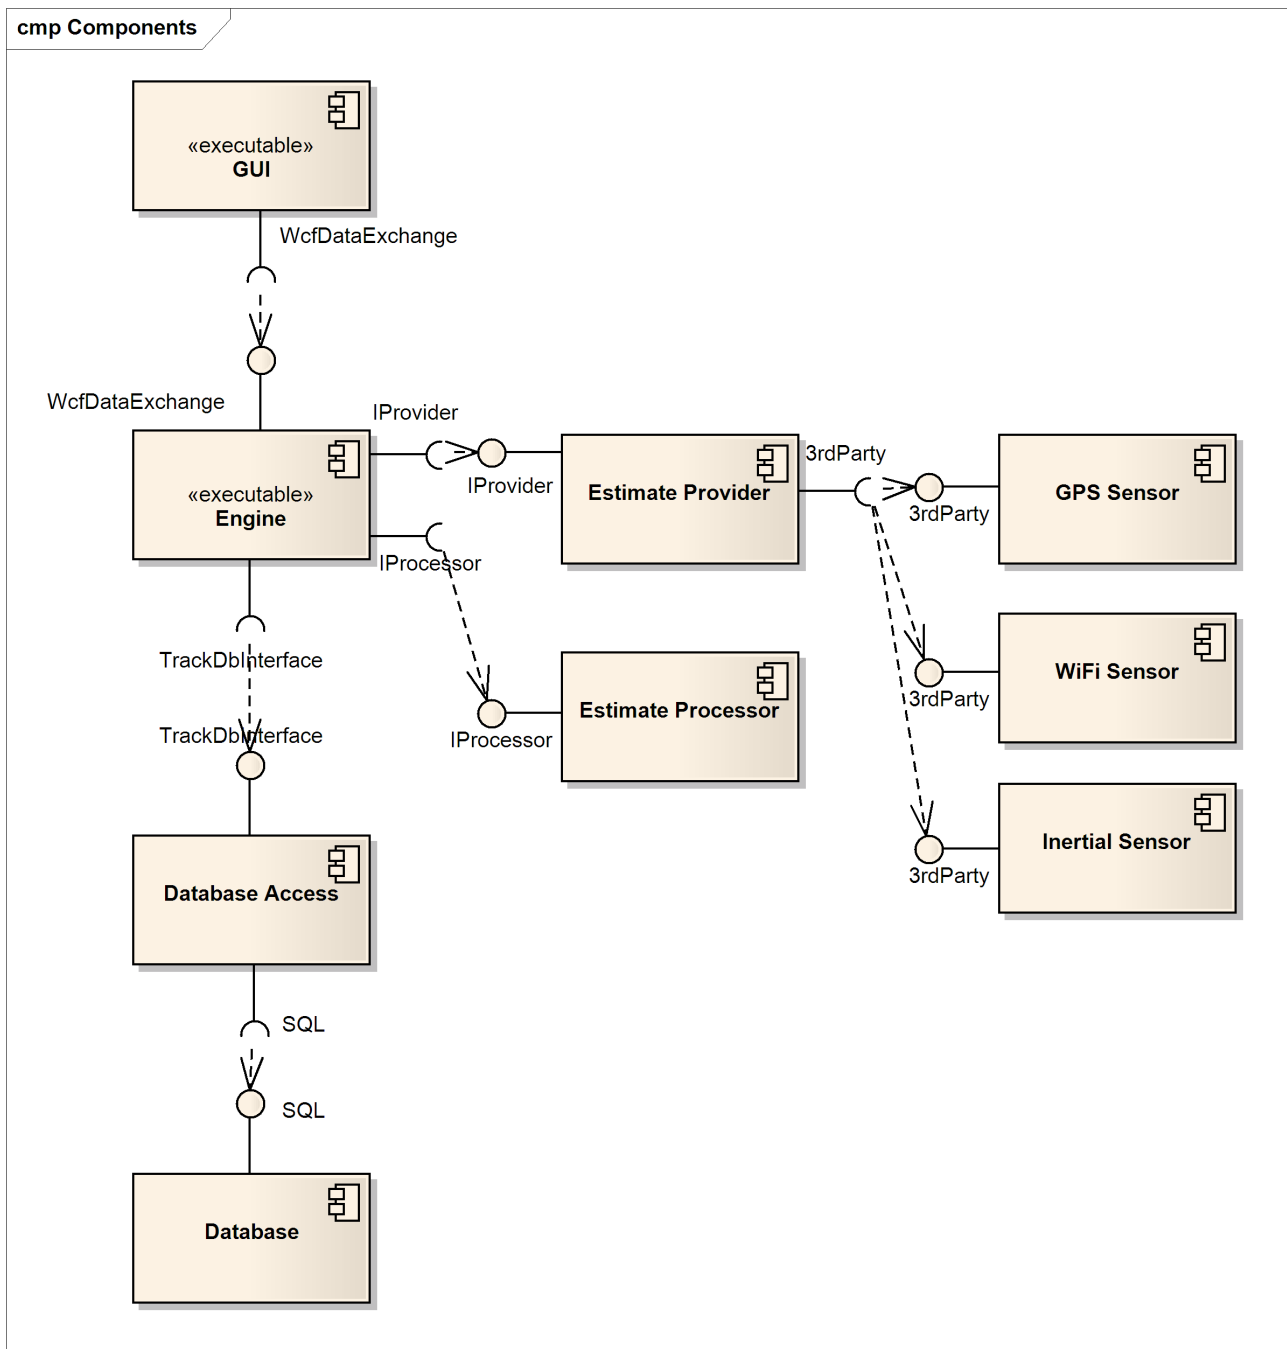 cmp Components
«executable»
GUI
WcfDataExchange
WcfDataExchange
IProvider
IProvider
«executable»
Engine
IProcessor
Estimate Provider
3rdParty
3rdParty
GPS Sensor
TrackDbInterface
TrackDbInterface
IProcessor
Estimate Processor
3rdParty
WiFi Sensor
3rdParty
Inertial Sensor
Database Access
SQL
SQL
Database